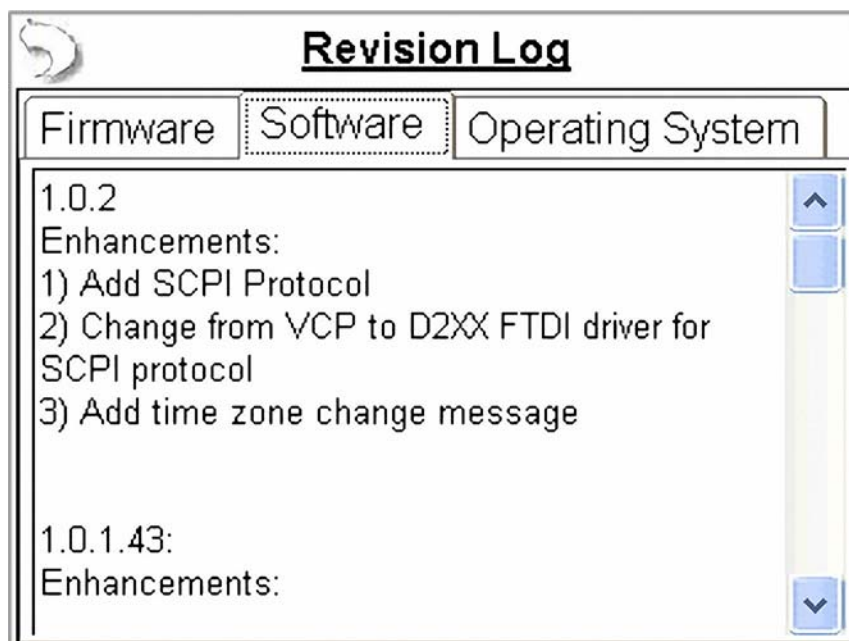 Revision Log
Firmware
Software
Operating System
1.0.2
Enhancements:
1) Add SCPI Protocol
2) Change from VCP to D2XX FTDI driver for
SCPI protocol
3) Add time zone change message
1.0.1.43:
Enhancements: